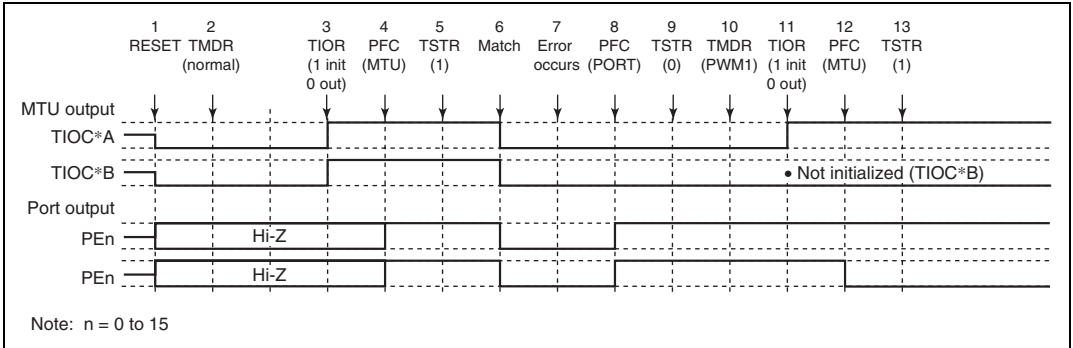 1 2 3 4 5 6 7 8 9 10 11 12 13
RESET TMDR TIOR PFC TSTR Match Error PFC TSTR TMDR TIOR PFC TSTR
(normal) (1 init (MTU) (1) occurs (PORT) (0) (PWM1) (1 init (MTU) (1)
0 out) 0 out)
MTU output
TIOC*A
TIOC*B • Not initialized (TIOC*B)
Port output
PEn Hi-Z
PEn Hi-Z
Note: n = 0 to 15